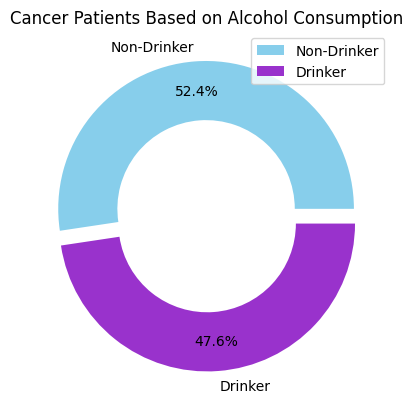 Cancer Patients Based on Alcohol Consumption
Non-Drinker
Non-Drinker
Drinker
52.4%
47.6%
Drinker